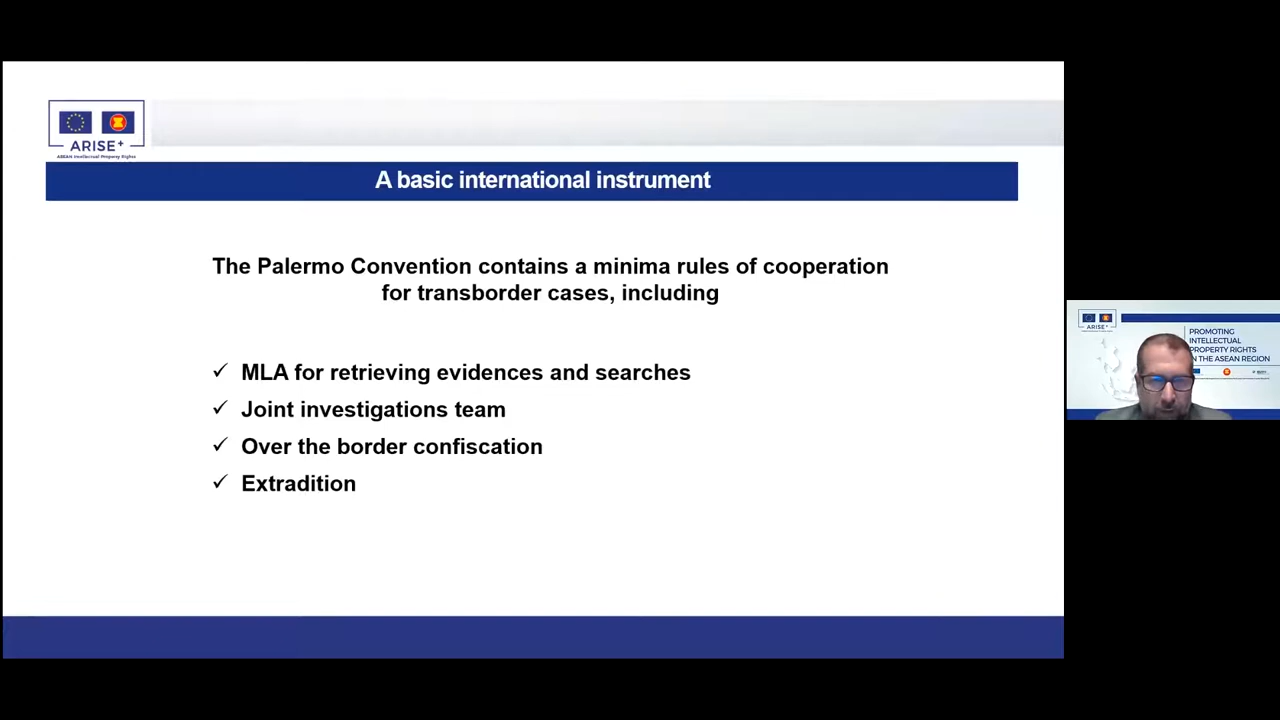 ARISE+
ASEAN Intellectual Property Rights
A basic international instrument
The Palermo Convention contains a minima rules of cooperation
for transborder cases, including
✓ MLA for retrieving evidences and searches
✓ Joint investigations team
✓ Over the border confiscation
✓ Extradition
ARISE+
PROMOTING
INTELLECTUAL
PROPERTY RIGHTS
IN THE ASEAN REGION